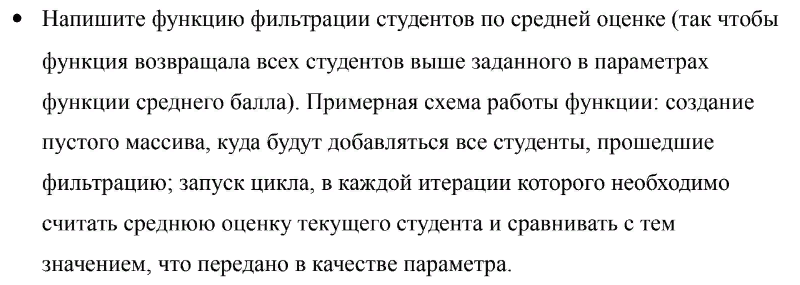 • Напишите функцию фильтрации студентов по средней оценке (так чтобы
функция возвращала всех студентов выше заданного в параметрах
функции среднего балла). Примерная схема работы функции: создание
пустого массива, куда будут добавляться все студенты, прошедшие
фильтрацию; запуск цикла, в каждой итерации которого необходимо
считать среднюю оценку текущего студента и сравнивать с тем
значением, что передано в качестве параметра.